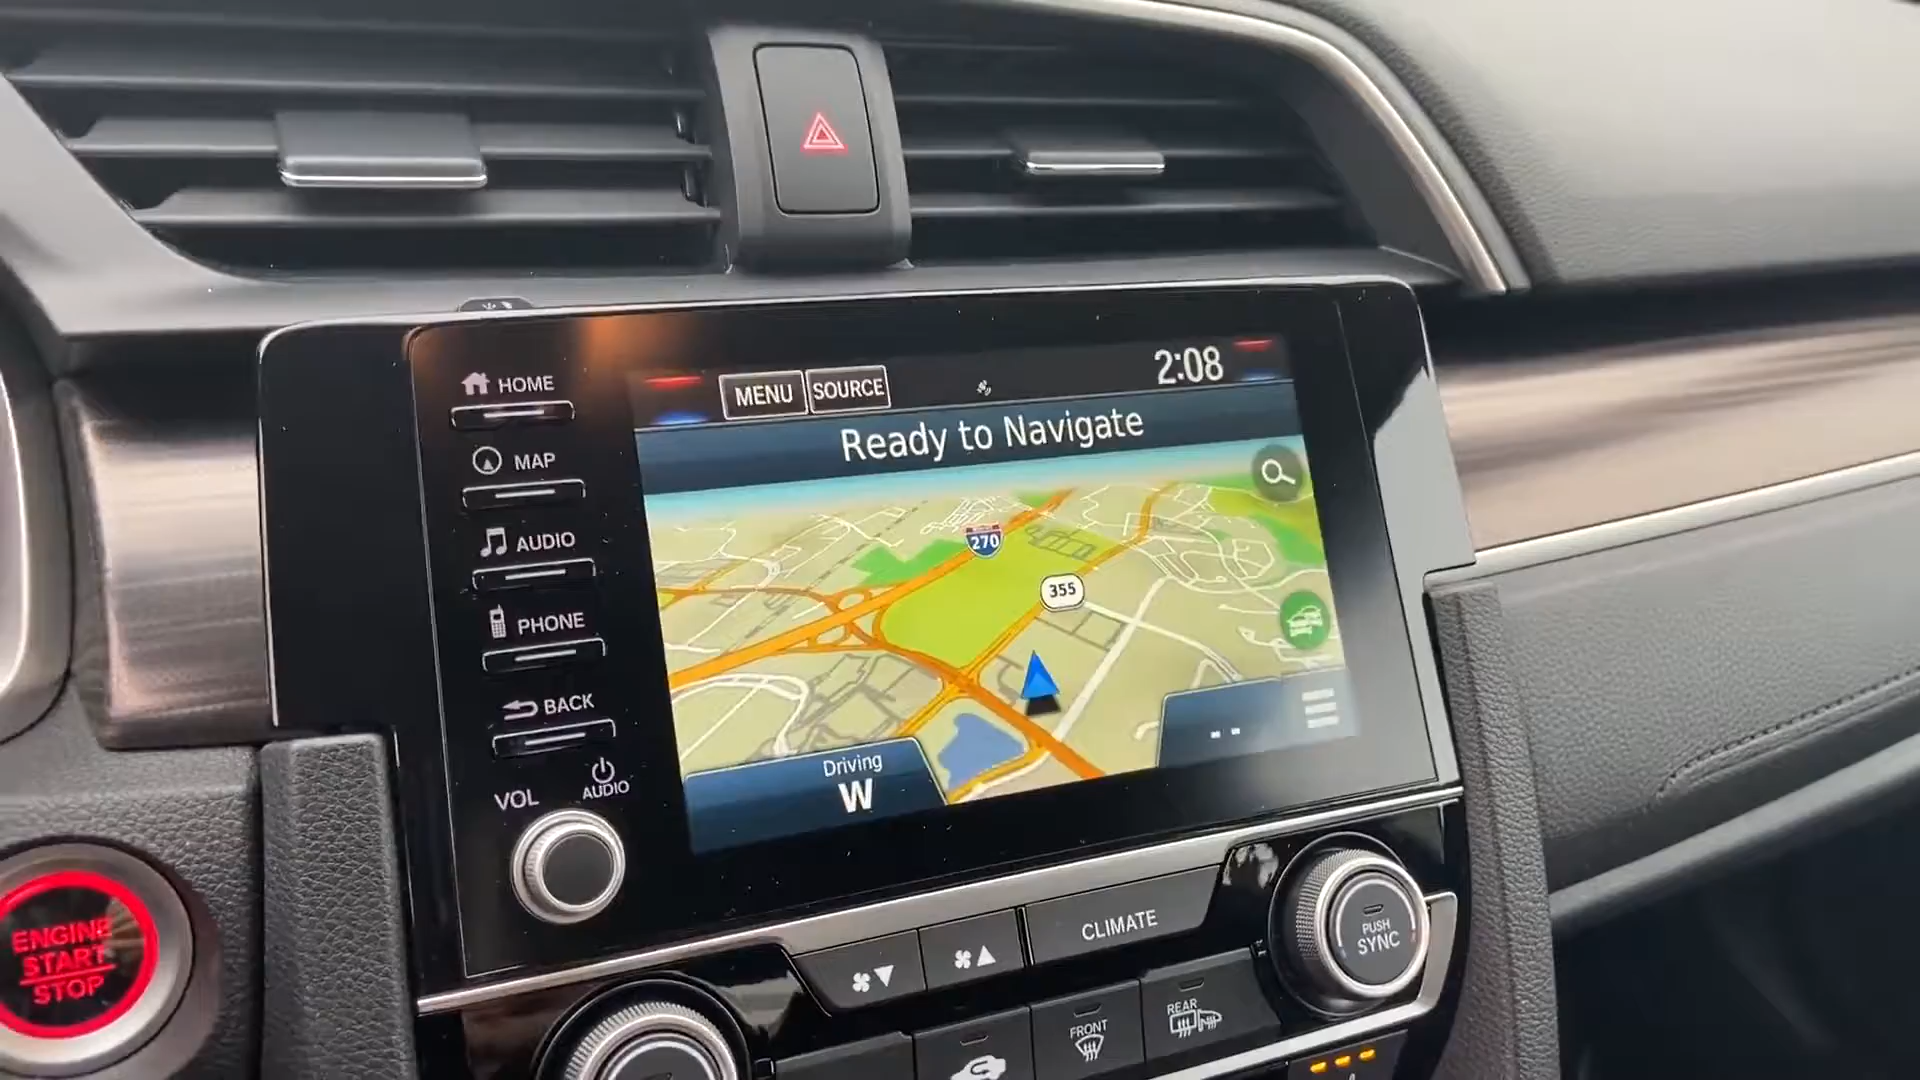 HOME
MENU
SOURCE
2:08
Ready to Navigate
MAP
AUDIO
270
355
PHONE
BACK
Driving
W
- -
VOL
AUDIO
ENGINE
START
STOP
CLIMATE
PUSH
SYNC
FRONT
REAR